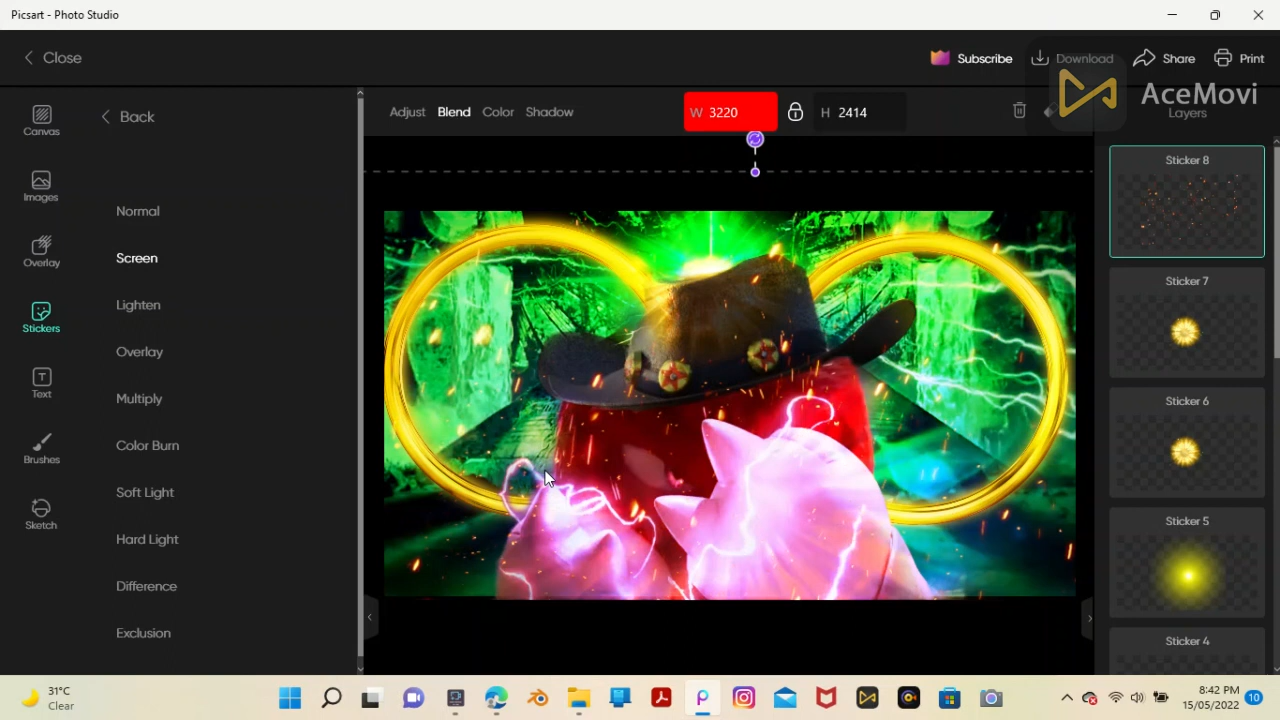 Picsart - Photo Studio
Close
Subscribe
Download
Share
Print
AceMovi
Canvas
Images
Overlay
Stickers
Text
Brushes
Sketch
Back
Normal
Screen
Lighten
Overlay
Multiply
Color Burn
Soft Light
Hard Light
Difference
Exclusion
Adjust Blend Color Shadow
W 3220
H 2414
Layers
Sticker 8
Sticker 7
Sticker 6
Sticker 5
Sticker 4
31°C
Clear
8:42 PM
15/05/2022
10